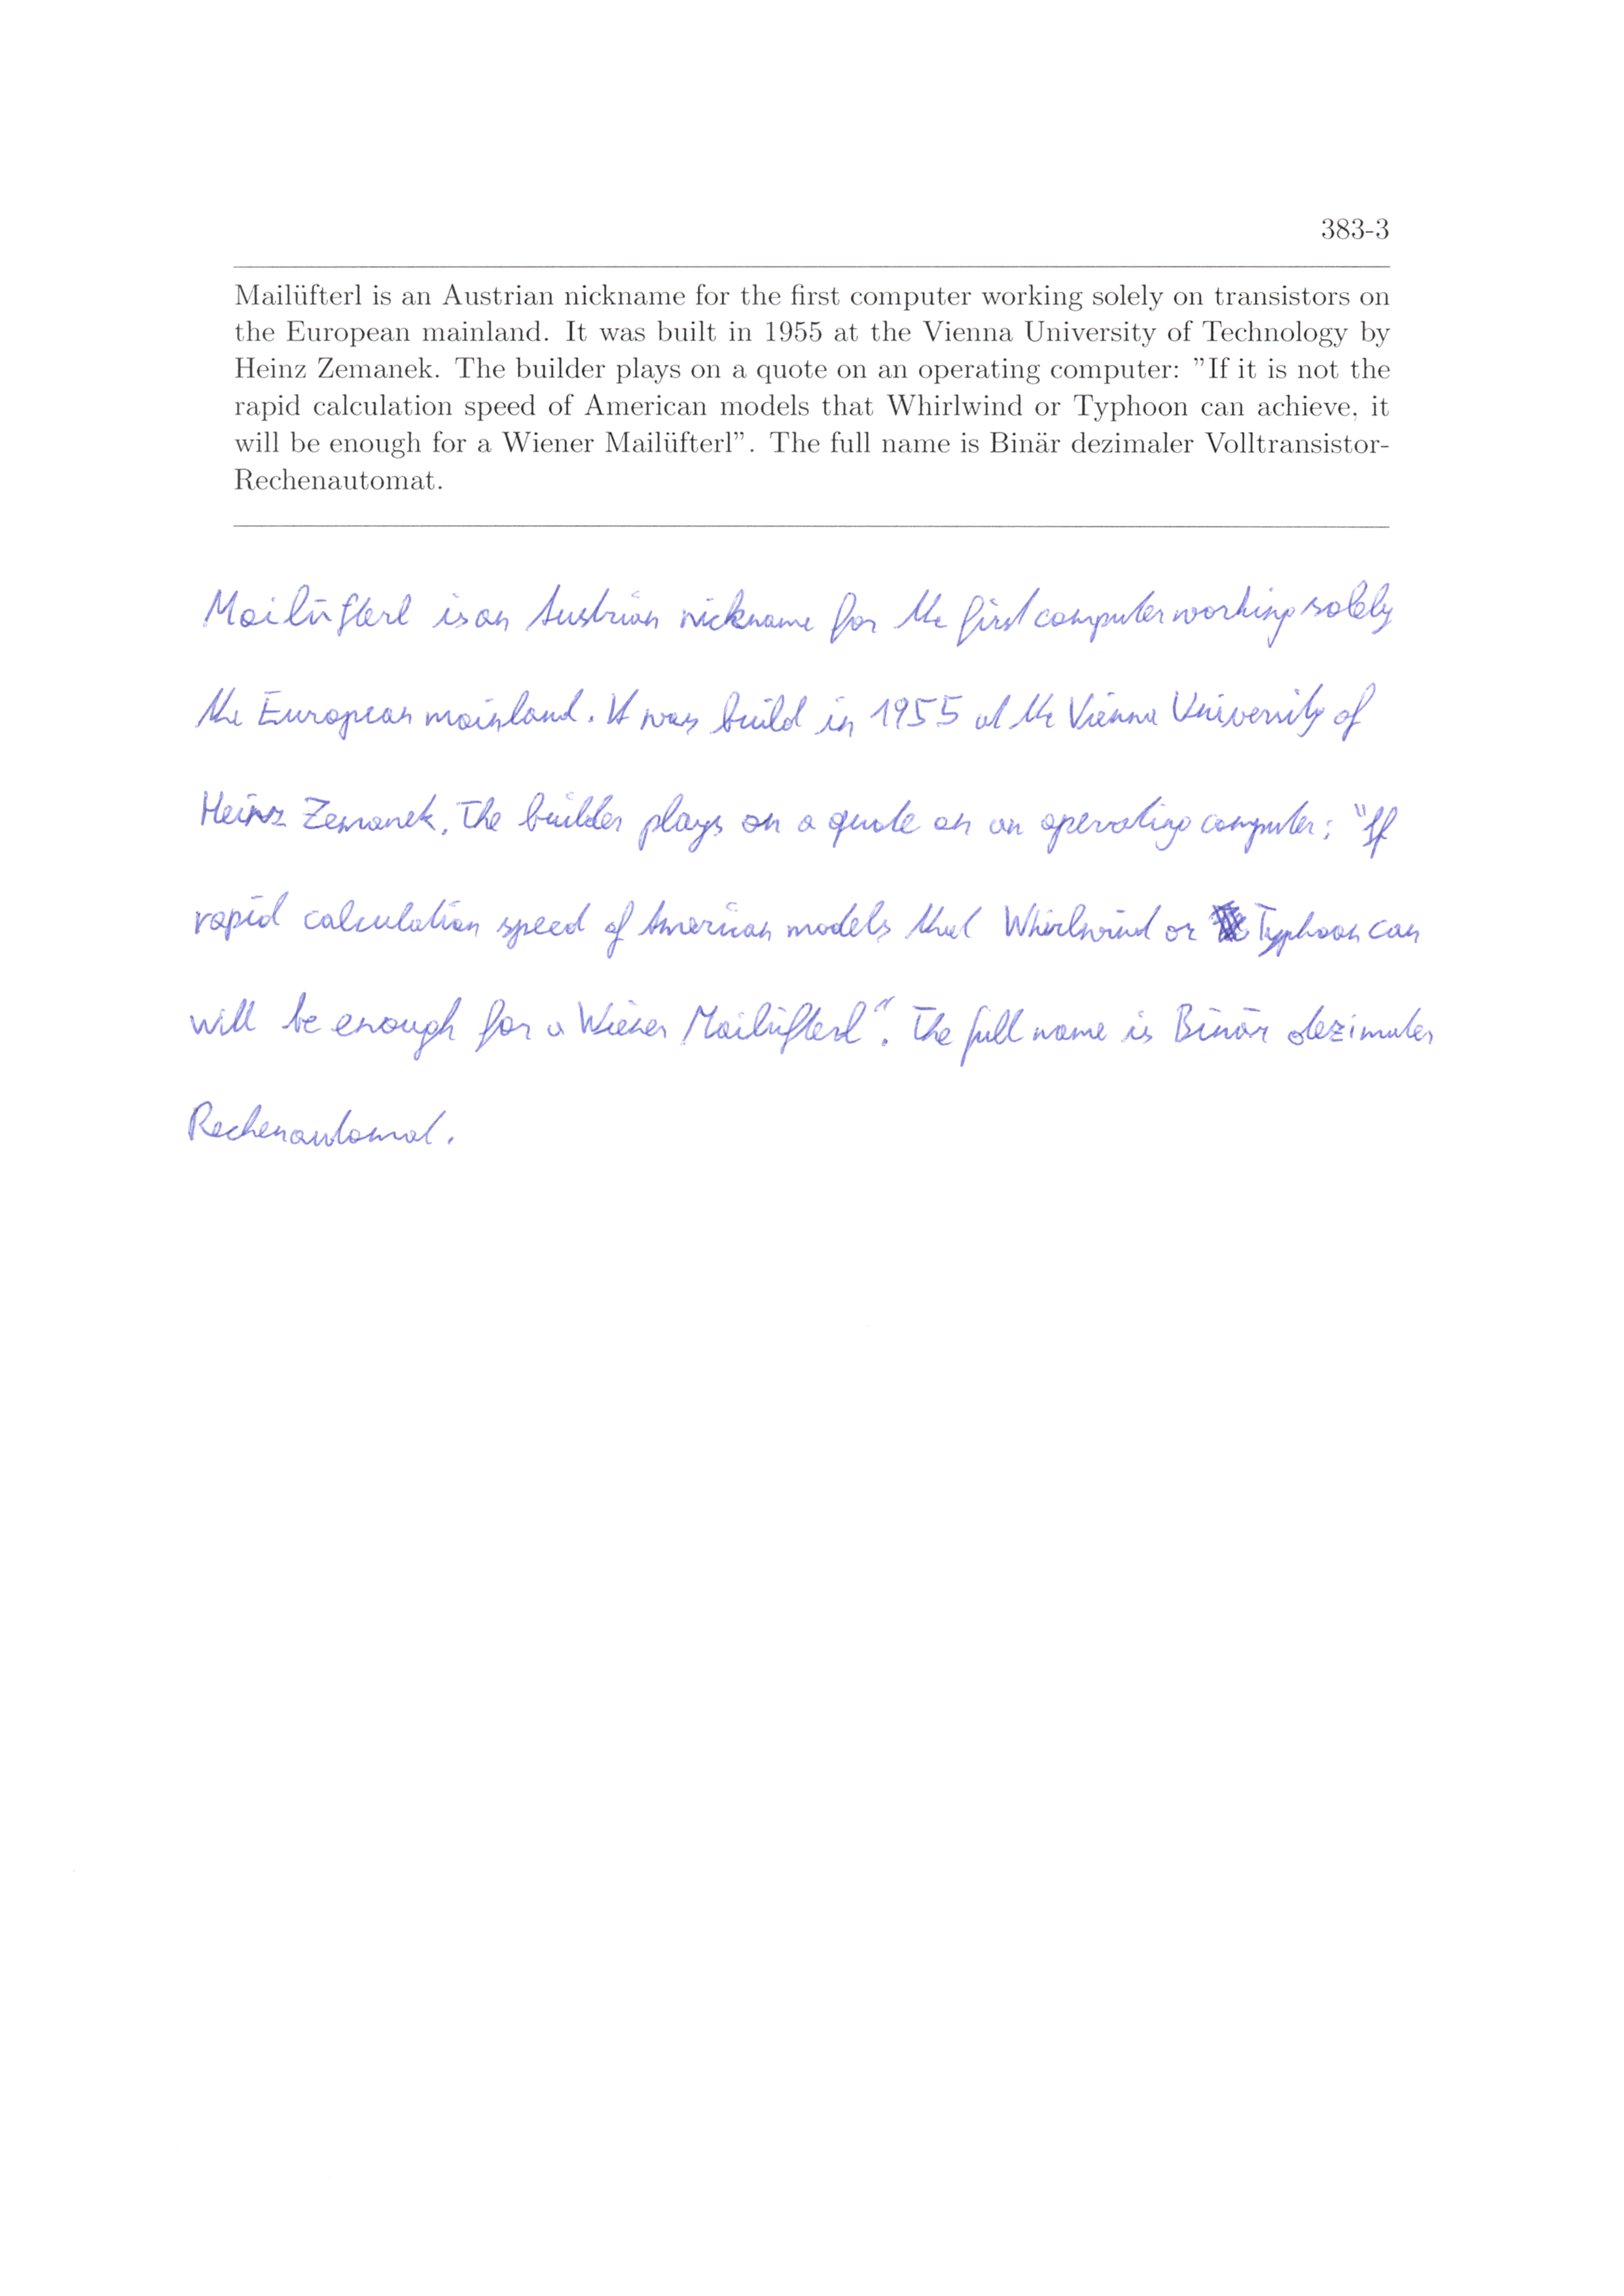 383-3
Mailüfterl is an Austrian nickname for the first computer working solely on transistors on
the European mainland. It was built in 1955 at the Vienna University of Technology by
Heinz Zemanek. The builder plays on a quote on an operating computer: "If it is not the
rapid calculation speed of American models that Whirlwind or Typhoon can achieve, it
will be enough for a Wiener Mailüfterl". The full name is Binär dezimaler Volltransistor-
Rechenautomat.
Mailüfterl is an Austrian nickname for the first computer working solely
the European mainland. It was build in 1955 at the Vienna University of
Heinz Zemanek. The builder plays on a quote on an operating computer: "If
rapid calculation speed of American models that Whirlwind or Typhoon can
will be enough for a Wiener Mailüfterl". The full name is Binär dezimaler
Rechenautomat.